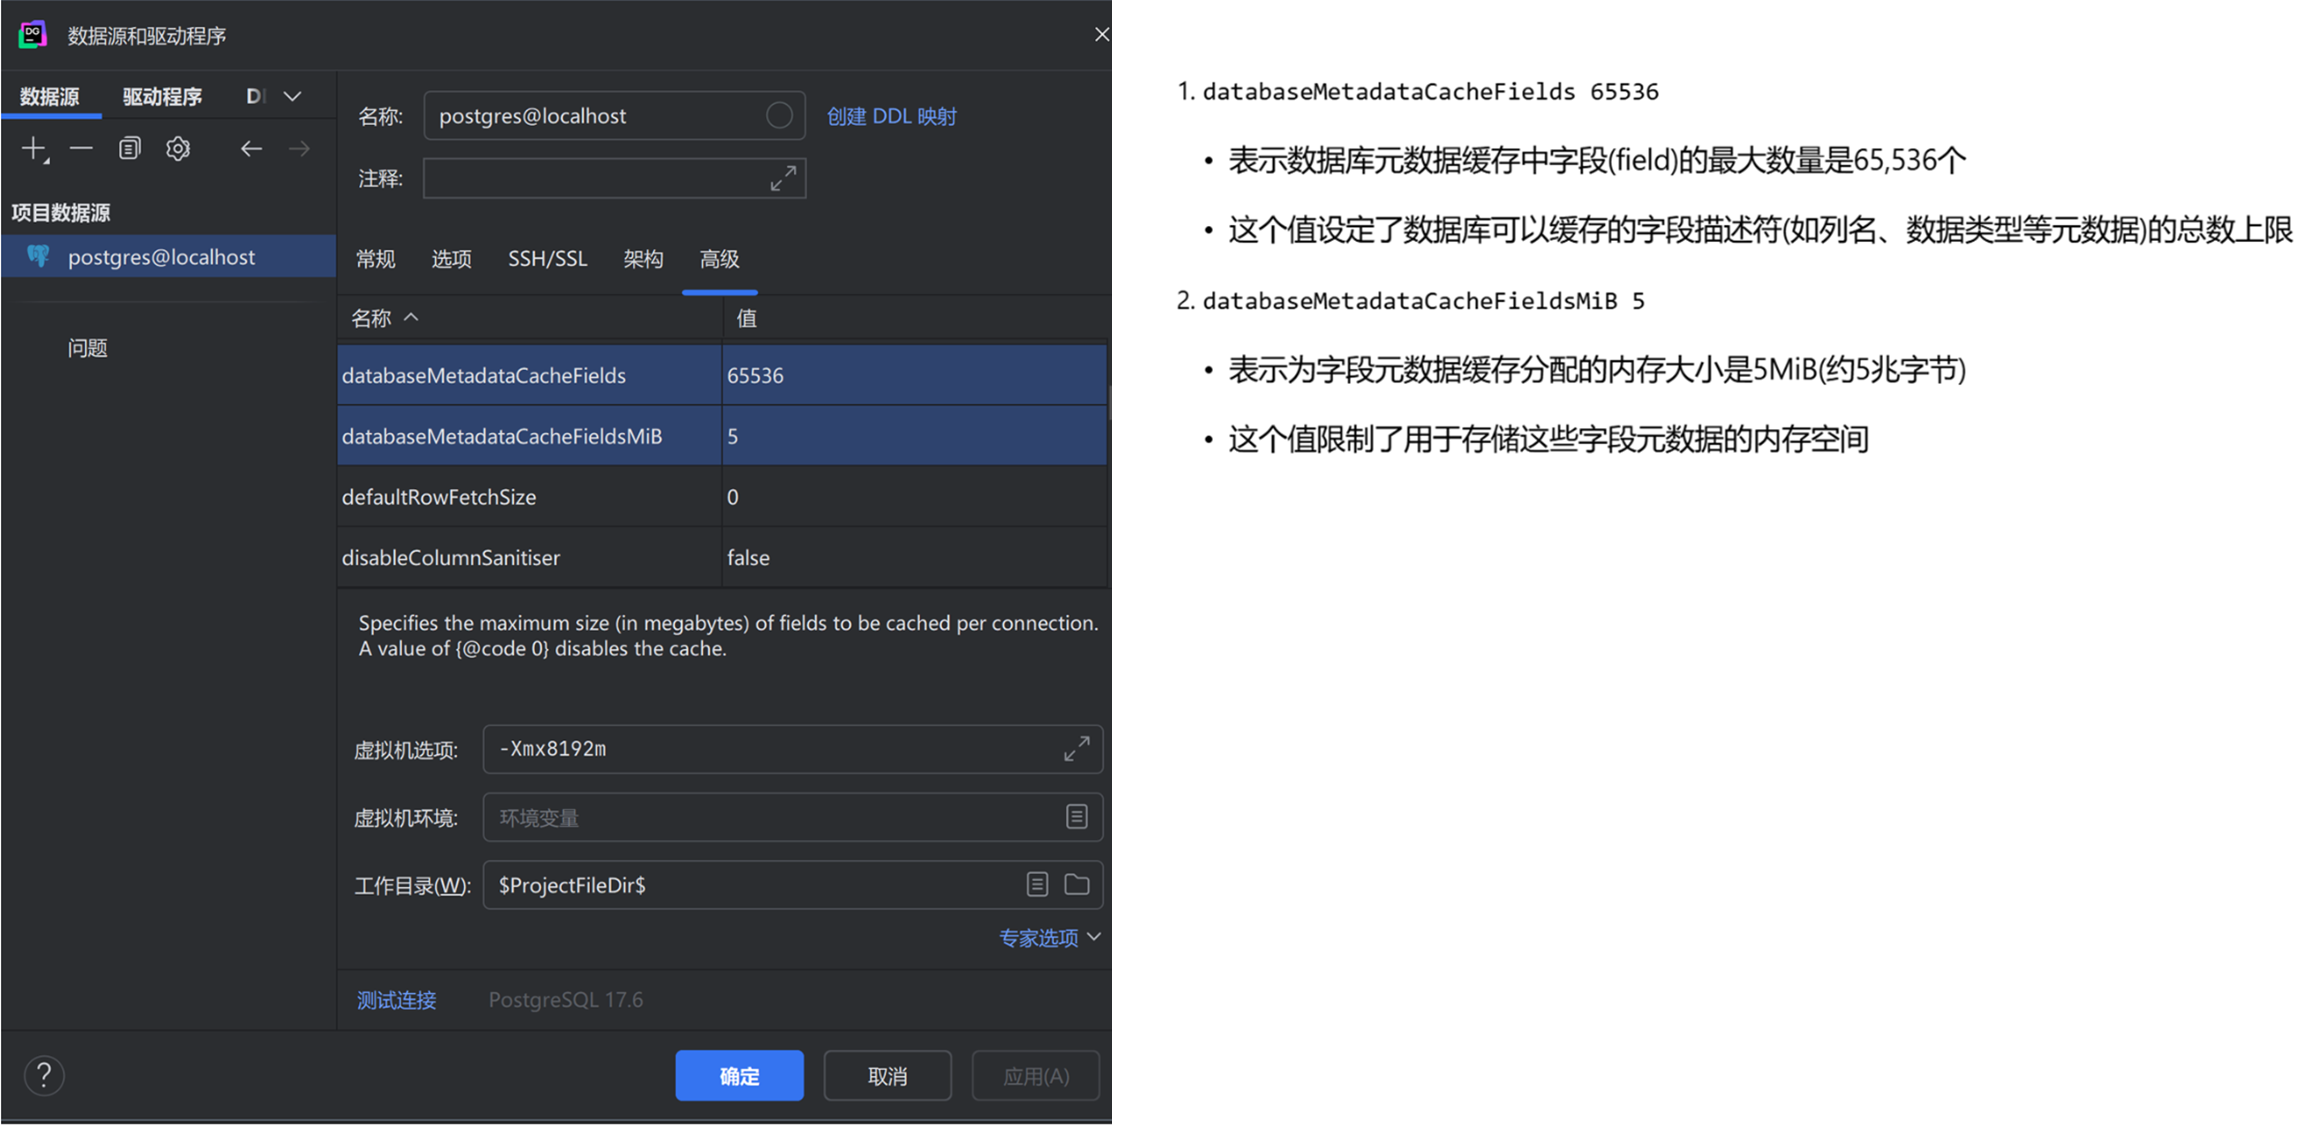 DG
数据源和驱动程序
数据源 驱动程序 D
项目数据源
postgres@localhost
问题
名称: postgres@localhost 创建 DDL 映射
注释:
常规 选项 SSH/SSL 架构 高级
名称 值
databaseMetadataCacheFields 65536
databaseMetadataCacheFieldsMiB 5
defaultRowFetchSize 0
disableColumnSanitiser false
Specifies the maximum size (in megabytes) of fields to be cached per connection.
A value of {@code 0} disables the cache.
虚拟机选项: -Xmx8192m
虚拟机环境: 环境变量
工作目录(W): $ProjectFileDir$
专家选项
测试连接 PostgreSQL 17.6
? 确定 取消 应用(A)
1. databaseMetadataCacheFields 65536
• 表示数据库元数据缓存中字段(field)的最大数量是65,536个
• 这个值设定了数据库可以缓存的字段描述符(如列名、数据类型等元数据)的总数上限
2. databaseMetadataCacheFieldsMiB 5
• 表示为字段元数据缓存分配的内存大小是5MiB(约5兆字节)
• 这个值限制了用于存储这些字段元数据的内存空间